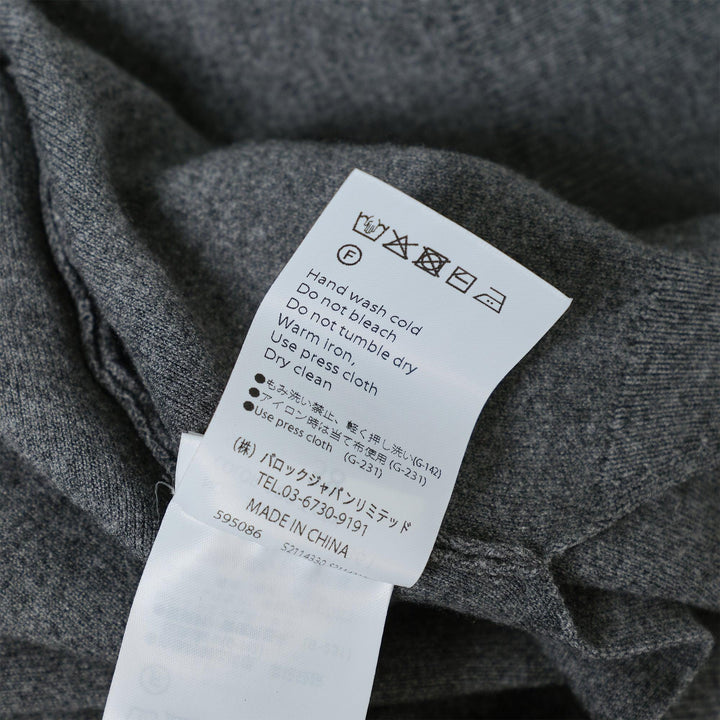 F
Hand wash cold
Do not bleach
Do not tumble dry
Warm iron,
Use press cloth
Dry clean
●もみ洗い禁止、軽く押し洗い(G-142)
●アイロン時は当て布使用(G-231)
●Use press cloth (G-231)
(株) バロックジャパンリミテッド
TEL.03-6730-9191
MADE IN CHINA
595086